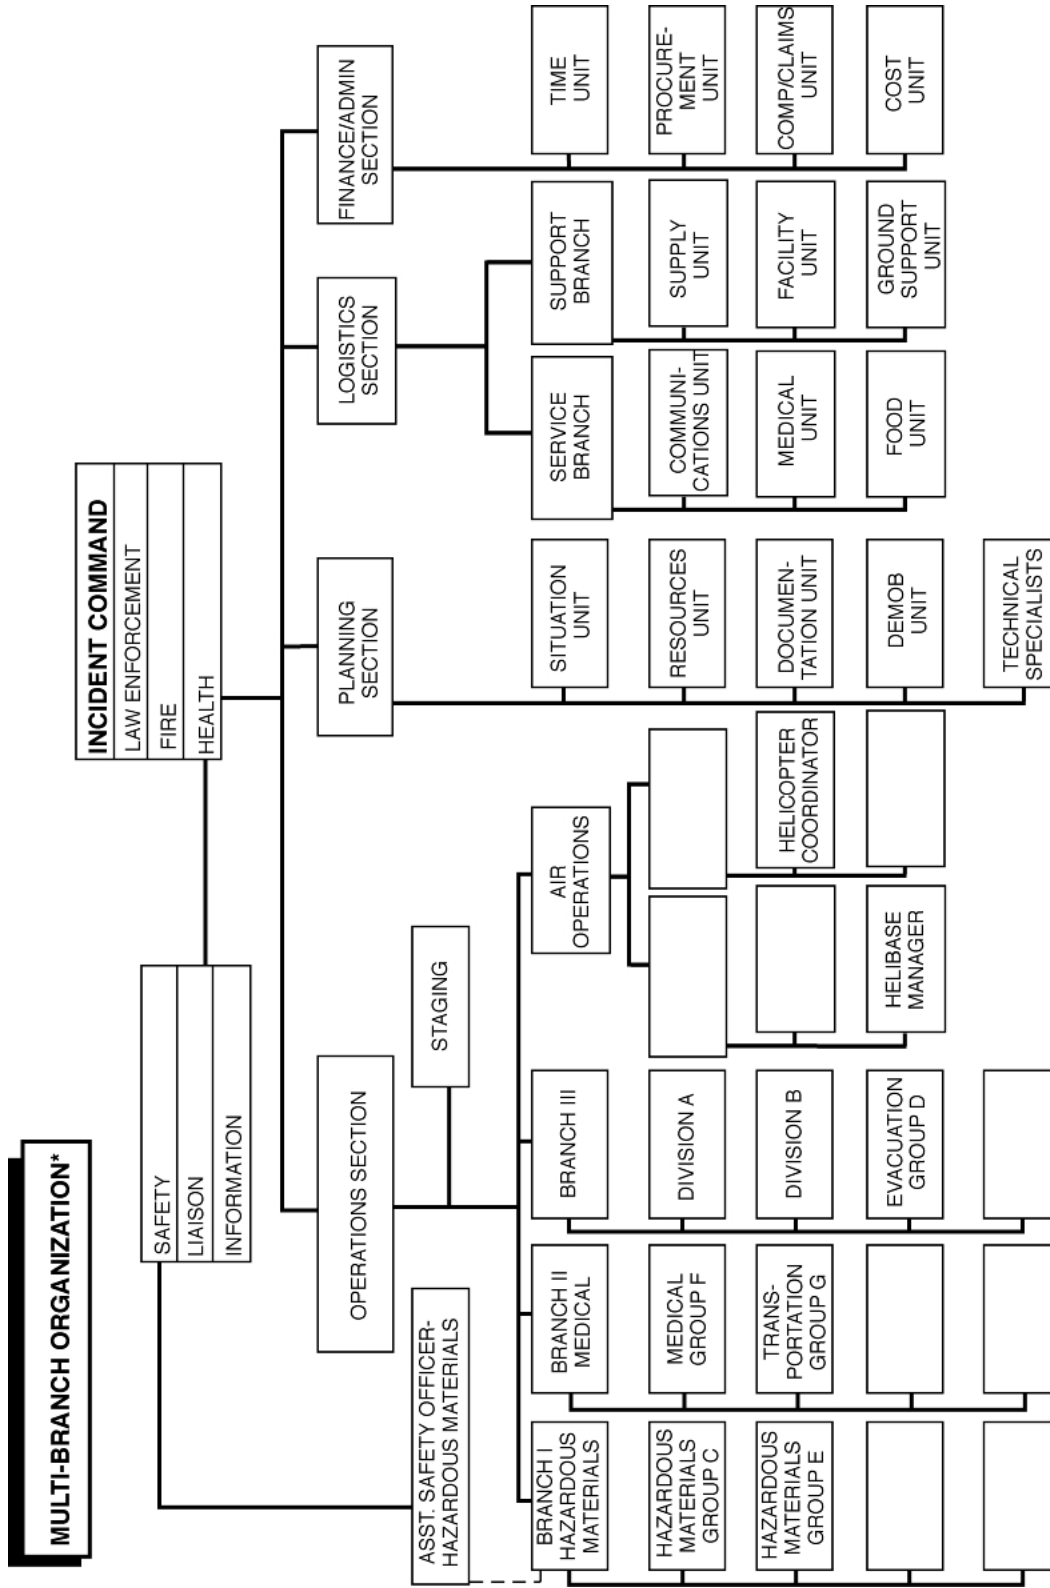 MULTI-BRANCH ORGANIZATION*
INCIDENT COMMAND
LAW ENFORCEMENT
FIRE
HEALTH
SAFETY
LIAISON
INFORMATION
OPERATIONS SECTION
PLANNING
SECTION
LOGISTICS
SECTION
FINANCE/ADMIN
SECTION
ASST. SAFETY OFFICER-
HAZARDOUS MATERIALS
STAGING
BRANCH I
HAZARDOUS
MATERIALS
BRANCH II
MEDICAL
BRANCH III
AIR
OPERATIONS
SITUATION
UNIT
SERVICE
BRANCH
SUPPORT
BRANCH
TIME
UNIT
HAZARDOUS
MATERIALS
GROUP C
MEDICAL
GROUP F
DIVISION A
RESOURCES
UNIT
COMMUNI-
CATIONS UNIT
SUPPLY
UNIT
PROCURE-
MENT
UNIT
HAZARDOUS
MATERIALS
GROUP E
TRANS-
PORTATION
GROUP G
DIVISION B
HELICOPTER
COORDINATOR
DOCUMEN-
TATION UNIT
MEDICAL
UNIT
FACILITY
UNIT
COMP/CLAIMS
UNIT
EVACUATION
GROUP D
HELIBASE
MANAGER
DEMOB
UNIT
FOOD
UNIT
GROUND
SUPPORT
UNIT
COST
UNIT
TECHNICAL
SPECIALISTS